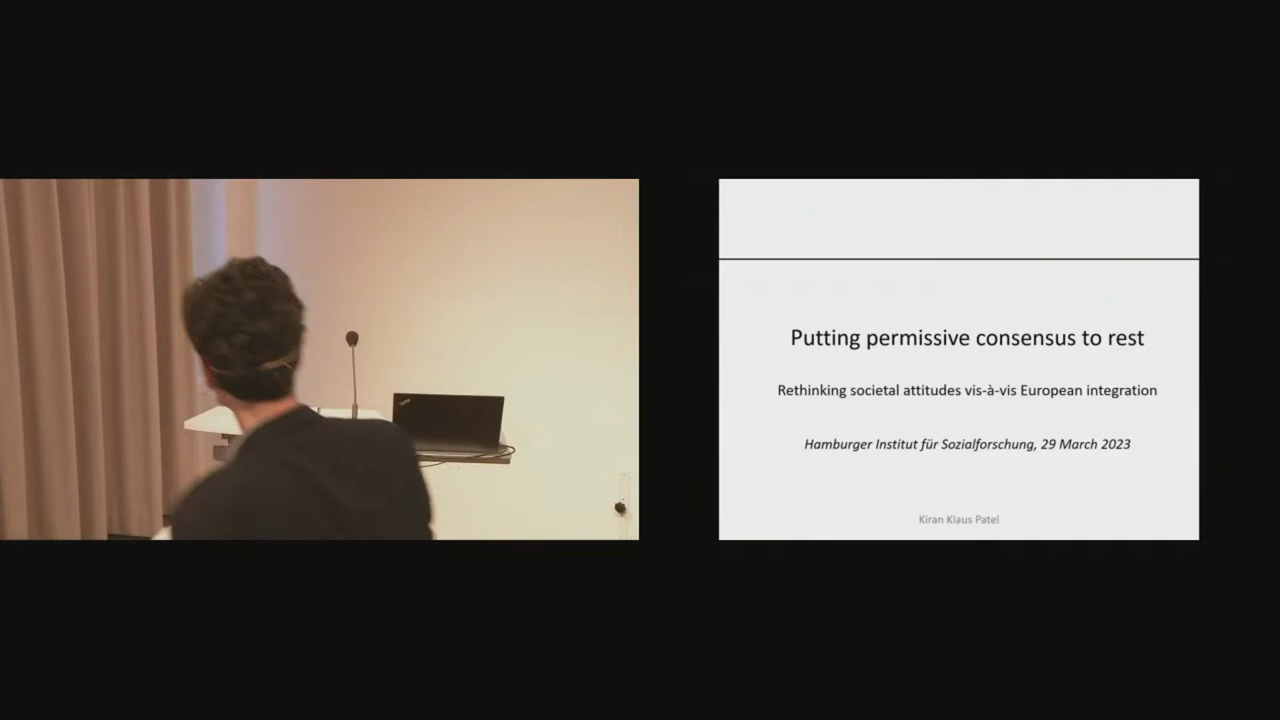 Putting permissive consensus to rest
Rethinking societal attitudes vis-à-vis European integration
Hamburger Institut für Sozialforschung, 29 March 2023
Kiran Klaus Patel